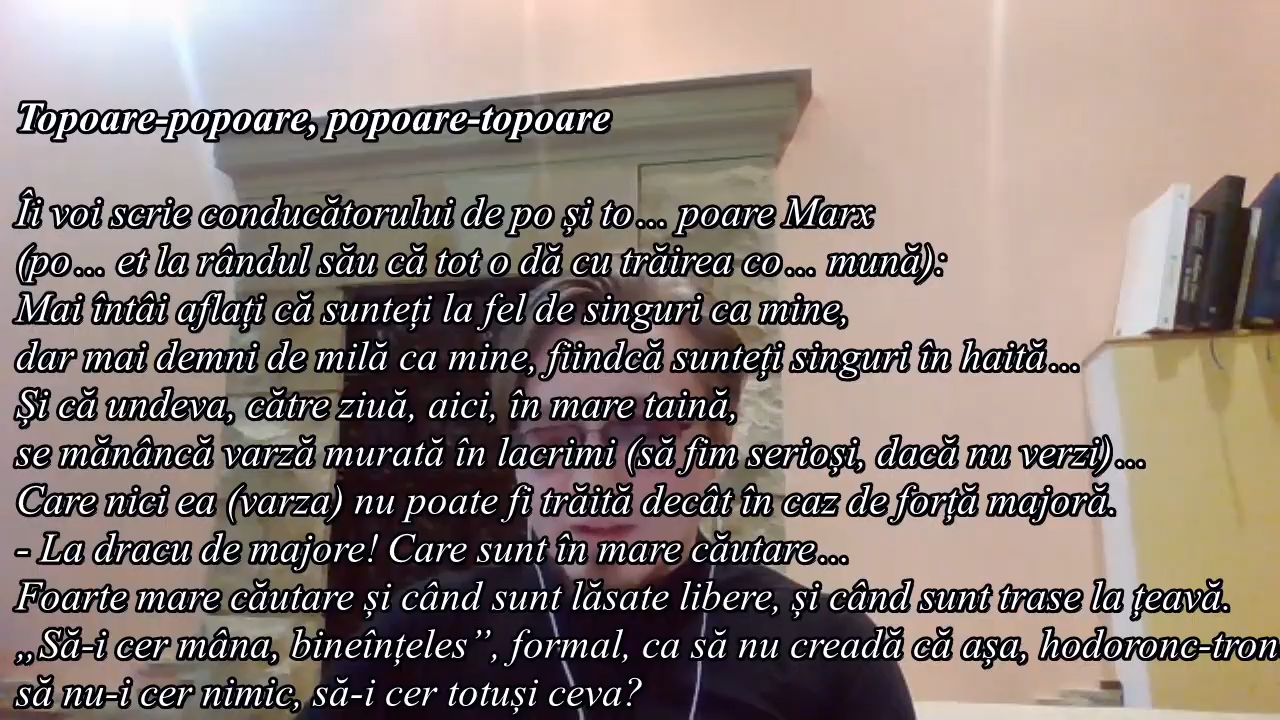 Topoare-popoare, popoare-topoare
Îi voi scrie conducătorului de po și to... poare Marx
(po... et la rândul său că tot o dă cu trăirea co... mună):
Mai întâi aflați că sunteți la fel de singuri ca mine,
dar mai demni de milă ca mine, fiindcă sunteți singuri în haită...
Și că undeva, către ziuă, aici, în mare taină,
se mănâncă varză murată în lacrimi (să fim serioși, dacă nu verzi)...
Care nici ea (varza) nu poate fi trăită decât în caz de forță majoră.
- La dracu de majore! Care sunt în mare căutare...
Foarte mare căutare și când sunt lăsate libere, și când sunt trase la țeavă.
„Să-i cer mâna, bineînțeles”, formal, ca să nu creadă că așa, hodoronc-tron
să nu-i cer nimic, să-i cer totuși ceva?